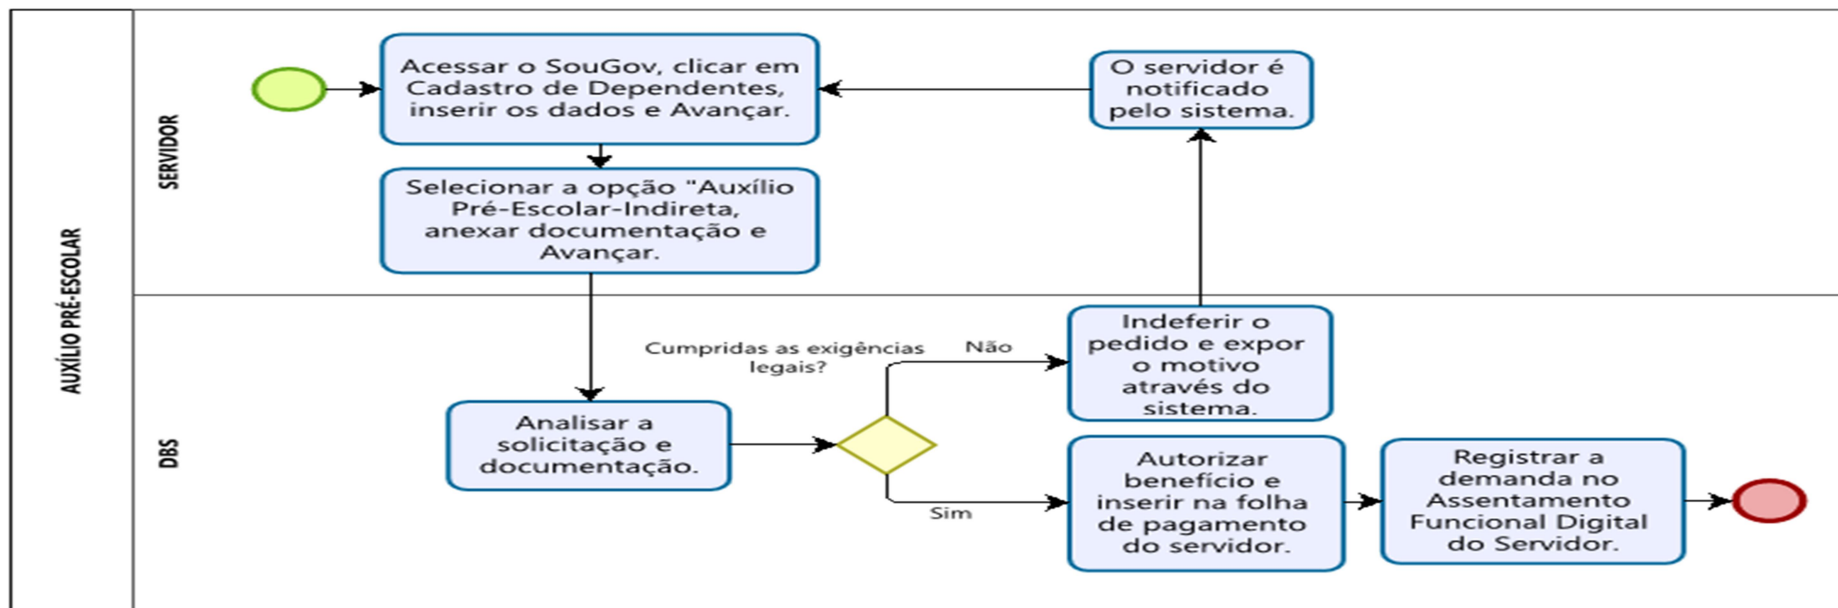 AUXÍLIO PRÉ-ESCOLAR
SERVIDOR
Acessar o SouGov, clicar em
Cadastro de Dependentes,
inserir os dados e Avançar.
O servidor é
notificado
pelo sistema.
Selecionar a opção "Auxílio
Pré-Escolar-Indireta,
anexar documentação e
Avançar.
DBS
Analisar a
solicitação e
documentação.
Cumpridas as exigências
legais?
Não
Indeferir o
pedido e expor
o motivo
através do
sistema.
Sim
Autorizar
benefício e
inserir na folha
de pagamento
do servidor.
Registrar a
demanda no
Assentamento
Funcional Digital
do Servidor.